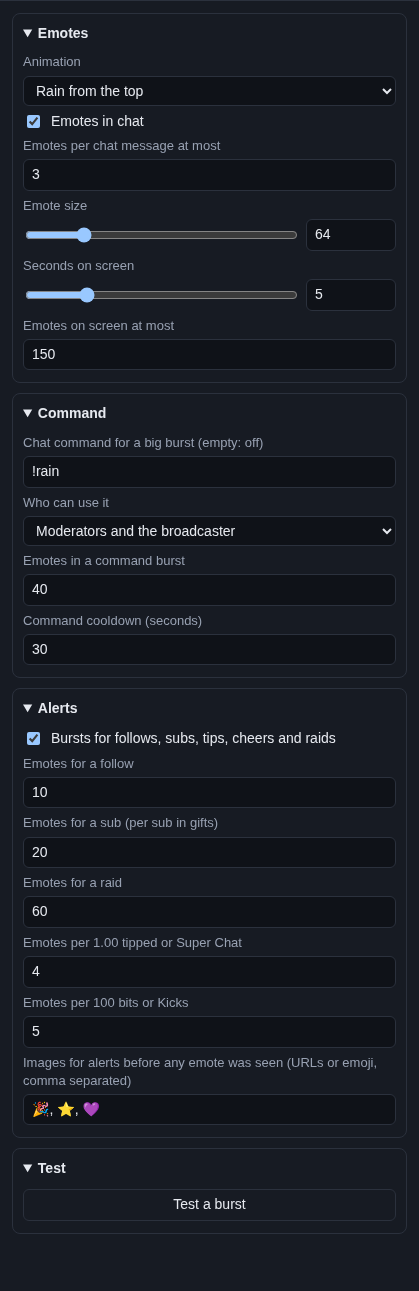 ▼ Emotes
Animation
Rain from the top
Emotes in chat
Emotes per chat message at most
3
Emote size
64
Seconds on screen
5
Emotes on screen at most
150
▼ Command
Chat command for a big burst (empty: off)
!rain
Who can use it
Moderators and the broadcaster
Emotes in a command burst
40
Command cooldown (seconds)
30
▼ Alerts
Bursts for follows, subs, tips, cheers and raids
Emotes for a follow
10
Emotes for a sub (per sub in gifts)
20
Emotes for a raid
60
Emotes per 1.00 tipped or Super Chat
4
Emotes per 100 bits or Kicks
5
Images for alerts before any emote was seen (URLs or emoji,
comma separated)
🎉, ⭐, 💜
▼ Test
Test a burst